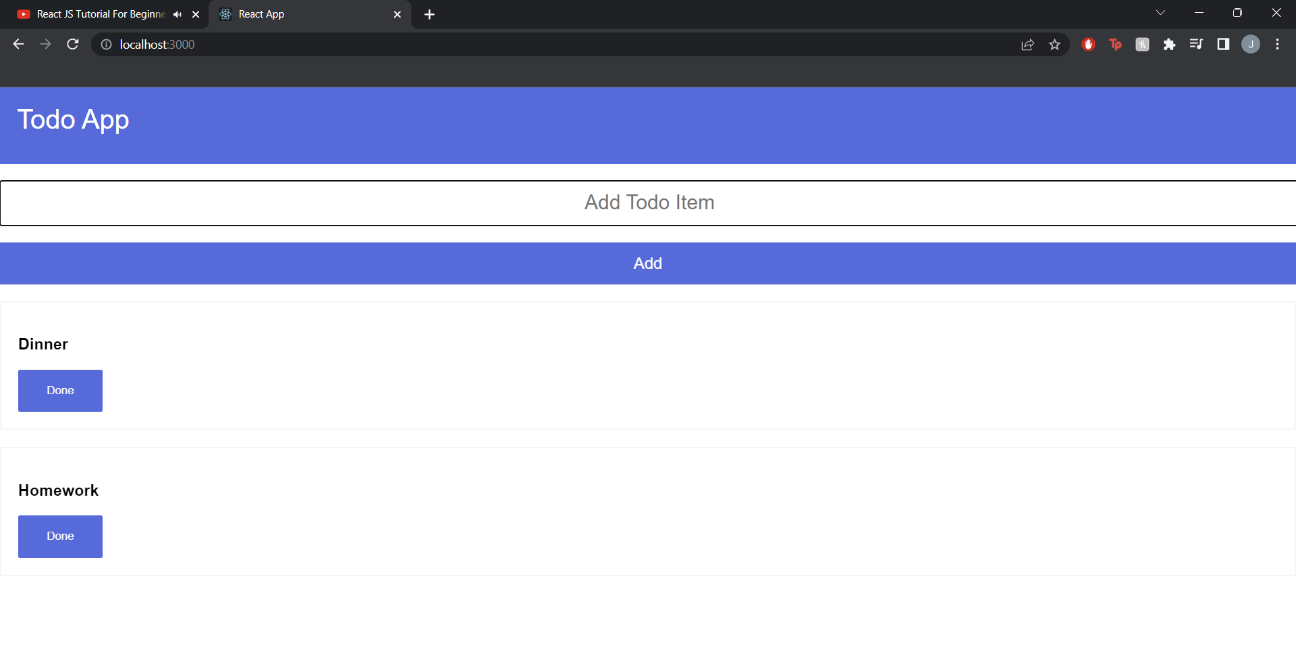 React JS Tutorial For Beginne
React App
localhost:3000
Tp
J
Todo App
Add Todo Item
Add
Dinner
Done
Homework
Done